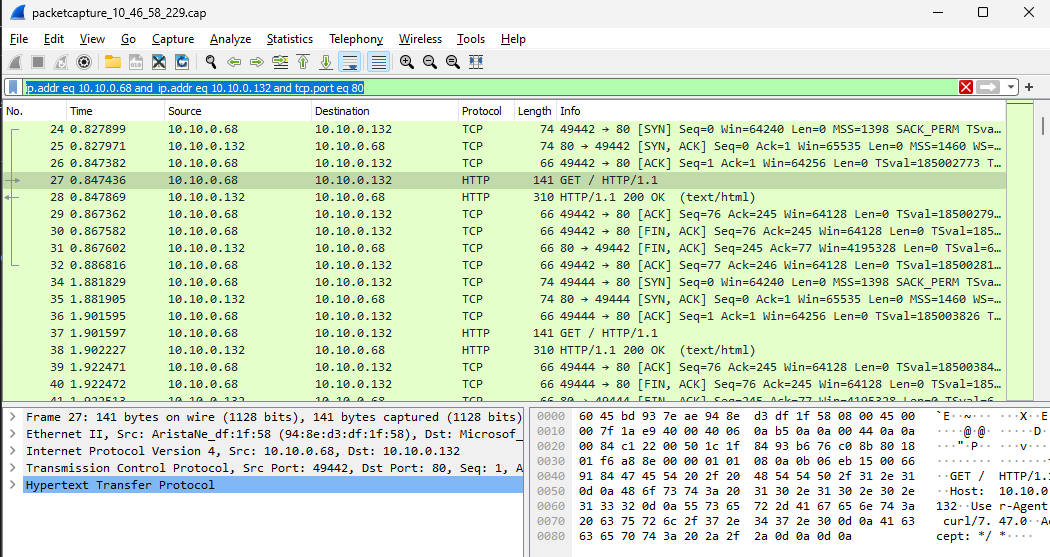 packetcapture_10_46_58_229.cap
File Edit View Go Capture Analyze Statistics Telephony Wireless Tools Help
ip.addr eq 10.10.0.68 and ip.addr eq 10.10.0.132 and tcp.port eq 80
No. Time Source Destination Protocol Length Info
24 0.827899 10.10.0.68 10.10.0.132 TCP 74 49442 → 80 [SYN] Seq=0 Win=64240 Len=0 MSS=1398 SACK_PERM TSva…
25 0.827971 10.10.0.132 10.10.0.68 TCP 74 80 → 49442 [SYN, ACK] Seq=0 Ack=1 Win=65535 Len=0 MSS=1460 WS=…
26 0.847382 10.10.0.68 10.10.0.132 TCP 66 49442 → 80 [ACK] Seq=1 Ack=1 Win=64256 Len=0 TSval=185002773 T…
27 0.847436 10.10.0.68 10.10.0.132 HTTP 141 GET / HTTP/1.1
28 0.847869 10.10.0.132 10.10.0.68 HTTP 310 HTTP/1.1 200 OK (text/html)
29 0.867362 10.10.0.68 10.10.0.132 TCP 66 49442 → 80 [ACK] Seq=76 Ack=245 Win=64128 Len=0 TSval=18500279…
30 0.867582 10.10.0.68 10.10.0.132 TCP 66 49442 → 80 [FIN, ACK] Seq=76 Ack=245 Win=64128 Len=0 TSval=185…
31 0.867602 10.10.0.132 10.10.0.68 TCP 66 80 → 49442 [FIN, ACK] Seq=245 Ack=77 Win=4195328 Len=0 TSval=6…
32 0.886816 10.10.0.68 10.10.0.132 TCP 66 49442 → 80 [ACK] Seq=77 Ack=246 Win=64128 Len=0 TSval=18500281…
34 1.881829 10.10.0.68 10.10.0.132 TCP 74 49444 → 80 [SYN] Seq=0 Win=64240 Len=0 MSS=1398 SACK_PERM TSva…
35 1.881905 10.10.0.132 10.10.0.68 TCP 74 80 → 49444 [SYN, ACK] Seq=0 Ack=1 Win=65535 Len=0 MSS=1460 WS=…
36 1.901595 10.10.0.68 10.10.0.132 TCP 66 49444 → 80 [ACK] Seq=1 Ack=1 Win=64256 Len=0 TSval=185003826 T…
37 1.901597 10.10.0.68 10.10.0.132 HTTP 141 GET / HTTP/1.1
38 1.902227 10.10.0.132 10.10.0.68 HTTP 310 HTTP/1.1 200 OK (text/html)
39 1.922471 10.10.0.68 10.10.0.132 TCP 66 49444 → 80 [ACK] Seq=76 Ack=245 Win=64128 Len=0 TSval=18500384…
40 1.922472 10.10.0.68 10.10.0.132 TCP 66 49444 → 80 [FIN, ACK] Seq=76 Ack=245 Win=64128 Len=0 TSval=185…
Frame 27: 141 bytes on wire (1128 bits), 141 bytes captured (1128 bits)
Ethernet II, Src: AristaNe_df:1f:58 (94:8e:d3:df:1f:58), Dst: Microsof_
Internet Protocol Version 4, Src: 10.10.0.68, Dst: 10.10.0.132
Transmission Control Protocol, Src Port: 49442, Dst Port: 80, Seq: 1, A
Hypertext Transfer Protocol
0000 60 45 bd 93 7e ae 94 8e d3 df 1f 58 08 00 45 00 `E··~··· ···X··E
0010 00 7f 1a e9 40 00 40 06 0a b5 0a 0a 00 44 0a 0a ····@·@· ·····D··
0020 00 84 c1 22 00 50 1c 1f 84 93 b6 76 c0 8b 80 18 ···"·P·· ···v····
0030 01 f6 a8 8e 00 00 01 01 08 0a 0b 06 eb 15 00 66
0040 91 84 47 45 54 20 2f 20 48 54 54 50 2f 31 2e 31 ··GET / HTTP/1.
0050 0d 0a 48 6f 73 74 3a 20 31 30 2e 31 30 2e 30 2e ··Host: 10.10.0
0060 31 33 32 0d 0a 55 73 65 72 2d 41 67 65 6e 74 3a 132··Use r-Agent
0070 20 63 75 72 6c 2f 37 2e 34 37 2e 30 0d 0a 41 63 curl/7. 47.0··A
0080 63 65 70 74 3a 20 2a 2f 2a 0d 0a 0d 0a cept: */ *····